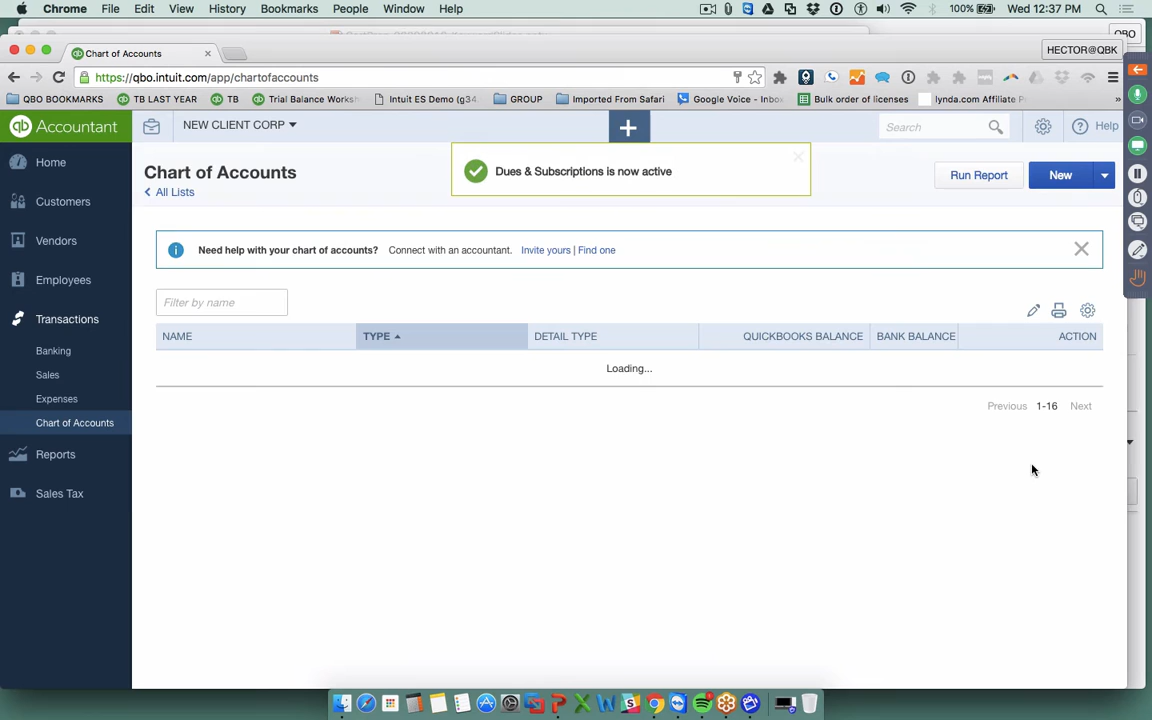 Chrome File Edit View History Bookmarks People Window Help 100% Wed 12:37 PM
QBO
Chart of Accounts
HECTOR@QBK
https://qbo.intuit.com/app/chartofaccounts
QBO BOOKMARKS TB LAST YEAR TB Trial Balance Works Intuit ES Demo (g34. GROUP Imported From Safari Google Voice - Inbo Bulk order of licenses lynda.com Affiliate P »
qb Accountant NEW CLIENT CORP + Search Help
Home
Customers
Vendors
Employees
Transactions
Banking
Sales
Expenses
Chart of Accounts
Reports
Sales Tax
Dues & Subscriptions is now active
Chart of Accounts
All Lists
Run Report New
Need help with your chart of accounts? Connect with an accountant. Invite yours | Find one
Filter by name
NAME TYPE DETAIL TYPE QUICKBOOKS BALANCE BANK BALANCE ACTION
Loading...
Previous 1-16 Next